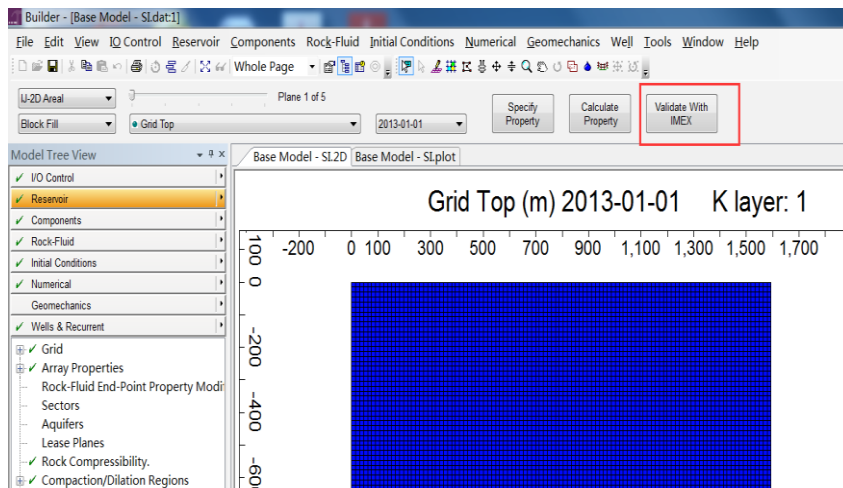 Builder - [Base Model - SI.dat:1]
File Edit View IO Control Reservoir Components Rock-Fluid Initial Conditions Numerical Geomechanics Well Tools Window Help
Whole Page
IJ-2D Areal
Plane 1 of 5
Block Fill
Grid Top
2013-01-01
Specify Property
Calculate Property
Validate With IMEX
Model Tree View
Base Model - SI.2D Base Model - SI.plot
I/O Control
Reservoir
Components
Rock-Fluid
Initial Conditions
Numerical
Geomechanics
Wells & Recurrent
Grid
Array Properties
Rock-Fluid End-Point Property Modi
Sectors
Aquifers
Lease Planes
Rock Compressibility.
Compaction/Dilation Regions
Grid Top (m) 2013-01-01 K layer: 1
-200 0 100 300 500 700 900 1,100 1,300 1,500 1,700
100
0
-200
-400
-600